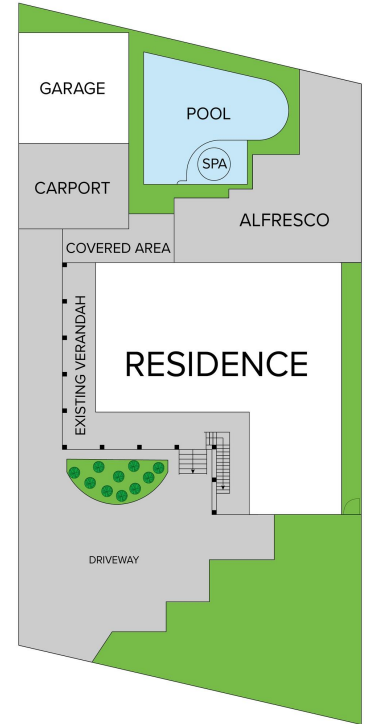 GARAGE
POOL
SPA
CARPORT
ALFRESCO
COVERED AREA
EXISTING VERANDAH
RESIDENCE
DRIVEWAY